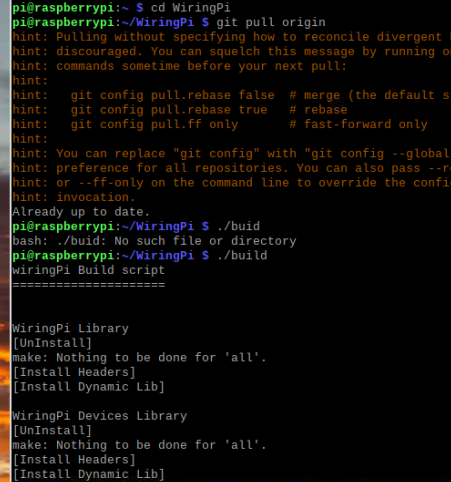 pi@raspberrypi:~ $ cd WiringPi
pi@raspberrypi:~/WiringPi $ git pull origin
hint: Pulling without specifying how to reconcile divergent
hint: discouraged. You can squelch this message by running
hint: commands sometime before your next pull:
hint:
hint:   git config pull.rebase false  # merge (the default
hint:   git config pull.rebase true   # rebase
hint:   git config pull.ff only       # fast-forward only
hint:
hint: You can replace "git config" with "git config --global
hint: preference for all repositories. You can also pass
hint: or --ff-only on the command line to override the
hint: invocation.
Already up to date.
pi@raspberrypi:~/WiringPi $ ./buid
bash: ./buid: No such file or directory
pi@raspberrypi:~/WiringPi $ ./build
wiringPi Build script
=====================
WiringPi Library
[UnInstall]
make: Nothing to be done for 'all'.
[Install Headers]
[Install Dynamic Lib]
WiringPi Devices Library
[UnInstall]
make: Nothing to be done for 'all'.
[Install Headers]
[Install Dynamic Lib]